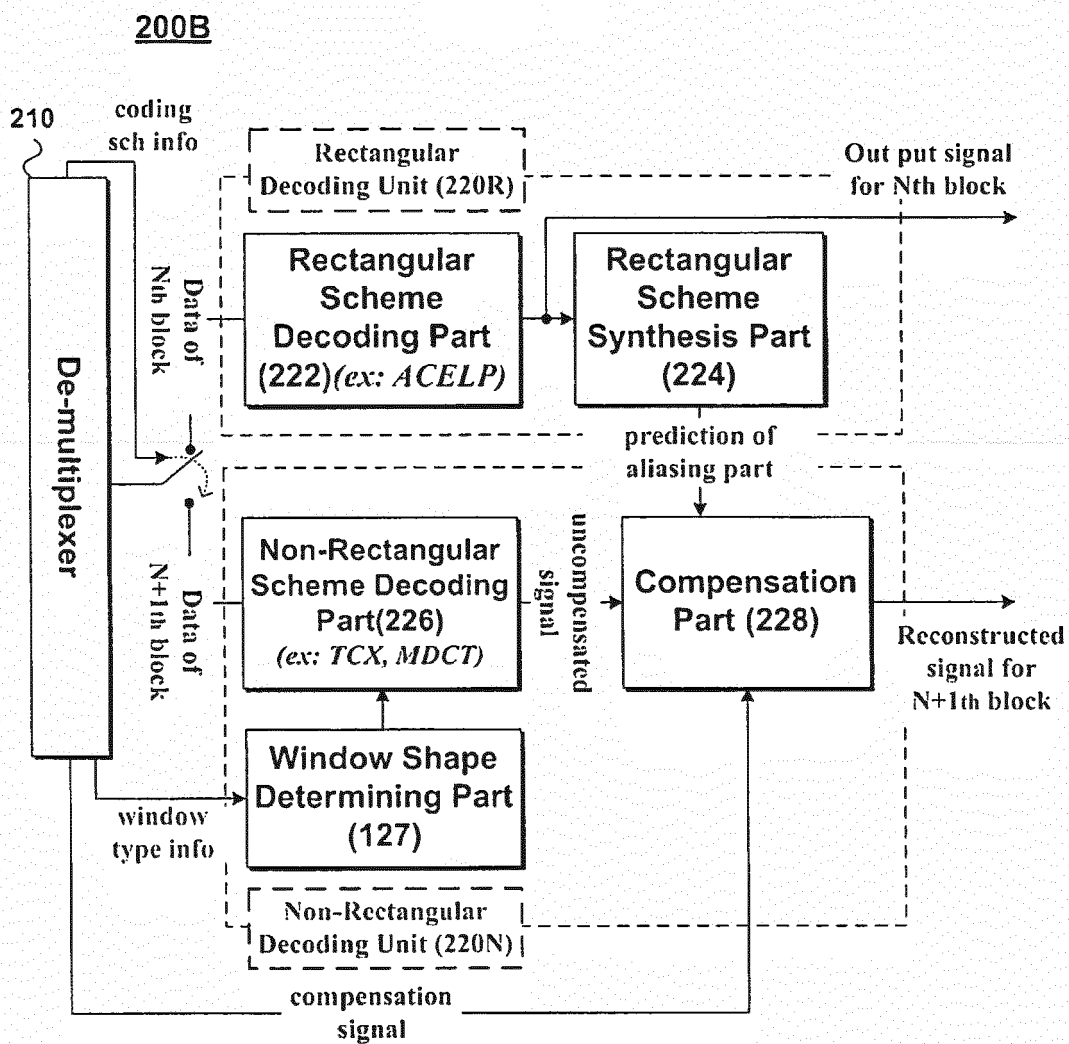 200B
210
coding
sch info
Rectangular
Decoding Unit (220R)
Out put signal
for Nth block
De-multiplexer
Data of
Nth block
Rectangular
Scheme
Decoding Part
(222)(ex: ACELP)
Rectangular
Scheme
Synthesis Part
(224)
prediction of
aliasing part
Data of
N+1th block
Non-Rectangular
Scheme Decoding
Part(226)
(ex: TCX, MDCT)
uncompensated
signal
Compensation
Part (228)
Reconstructed
signal for
N+1th block
Window Shape
Determining Part
(127)
window
type info
Non-Rectangular
Decoding Unit (220N)
compensation
signal